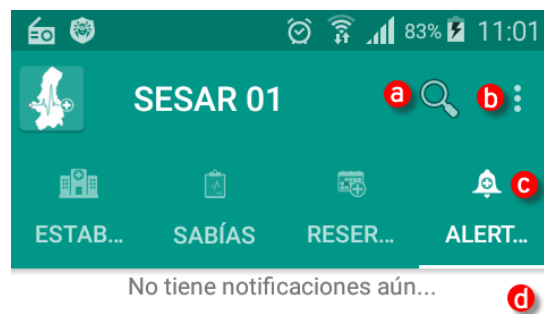 83% 11:01
SESAR 01 a b
c
ESTAB... SABÍAS RESER... ALERT...
No tiene notificaciones aún...
d